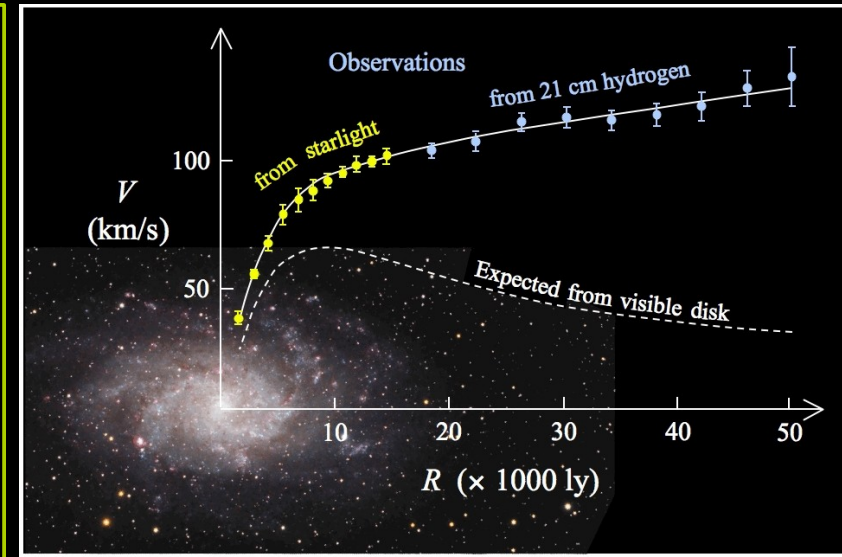 Observations
from 21 cm hydrogen
from starlight
100
V
(km/s)
50
Expected from visible disk
10 20 30 40 50
R (× 1000 ly)